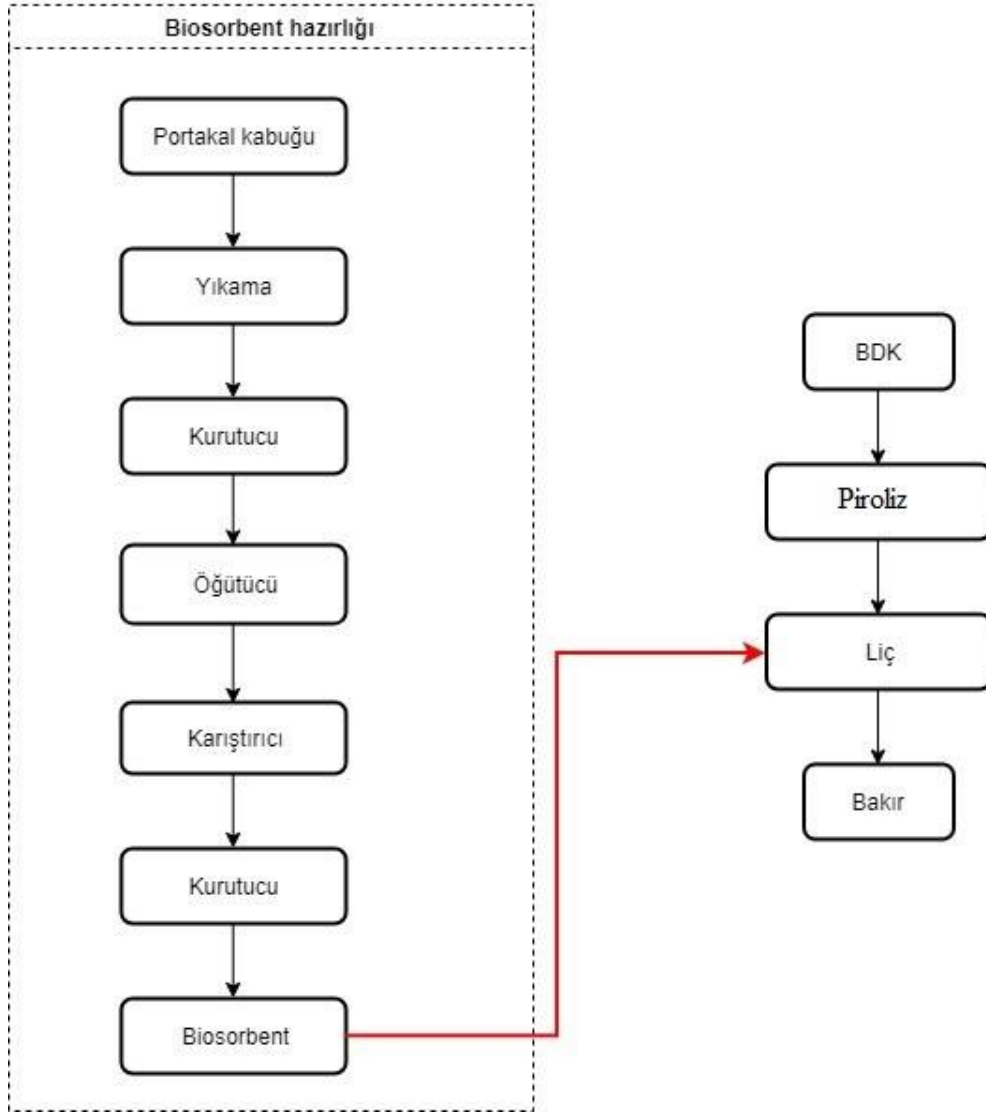 Biosorbent hazırlığı
Portakal kabuğu
Yıkama
Kurutucu
Öğütücü
Karıştırıcı
Kurutucu
Biosorbent
BDK
Piroliz
Liç
Bakır